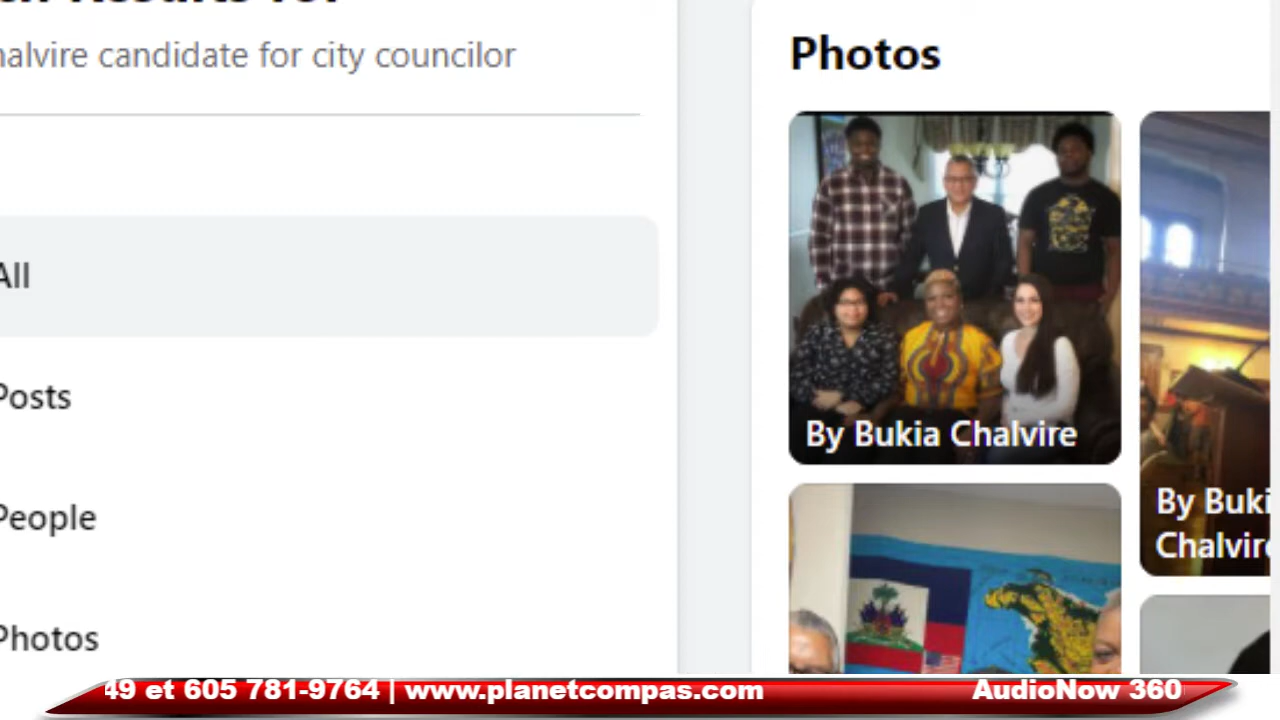 halvire candidate for city councilor
All
Posts
People
Photos
Photos
By Bukia Chalvire
By Buki
Chalvire
49 et 605 781-9764 | www.planetcompas.com
AudioNow 360